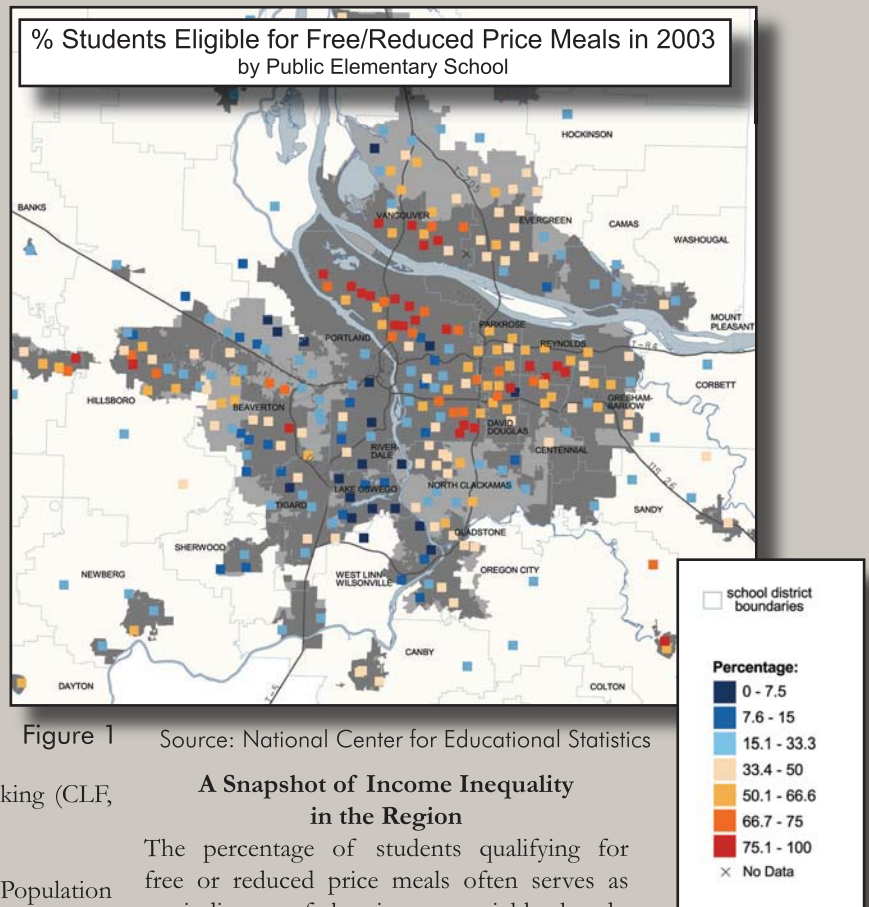 % Students Eligible for Free/Reduced Price Meals in 2003
by Public Elementary School
HOCKINSON
I-205
BANKS
VANCOUVER
EVERGREEN
CAMAS
WASHOUGAL
MOUNT
PLEASANT
PORTLAND
PARKROSE
REYNOLDS
I-84
CORBETT
HILLSBORO
BEAVERTON
GRESHAM-
BARLOW
DAVID
DOUGLAS
RIVER-
DALE
CENTENNIAL
LAKE OSWEGO
NORTH CLACKAMAS
US 26
TIGARD
SANDY
GLADSTONE
SHERWOOD
NEWBERG
WEST LINN-
WILSONVILLE
OREGON CITY
CANBY
DAYTON
I-5
COLTON
school district
boundaries
Percentage:
0 - 7.5
7.6 - 15
15.1 - 33.3
33.4 - 50
50.1 - 66.6
66.7 - 75
75.1 - 100
No Data
Figure 1
Source: National Center for Educational Statistics
king (CLF,
Population
A Snapshot of Income Inequality
in the Region
The percentage of students qualifying for
free or reduced price meals often serves as